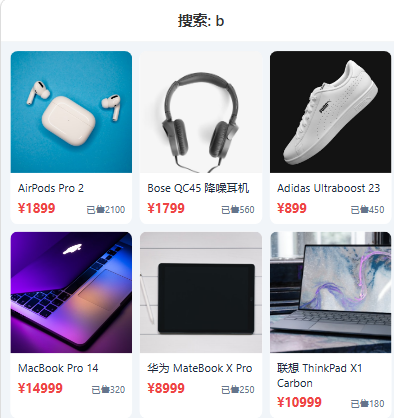 搜索: b
PUMA
AirPods Pro 2
¥1899 已售2100
Bose QC45 降噪耳机
¥1799 已售560
Adidas Ultraboost 23
¥899 已售450
MacBook Pro 14
¥14999 已售320
华为 MateBook X Pro
¥8999 已售250
联想 ThinkPad X1
Carbon
¥10999 已售180